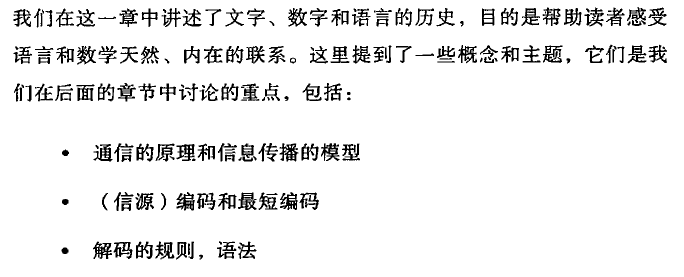 我们在这一章中讲述了文字、数字和语言的历史，目的是帮助读者感受
语言和数学天然、内在的联系。这里提到了一些概念和主题，它们是我
们在后面的章节中讨论的重点，包括：
• 通信的原理和信息传播的模型
• （信源）编码和最短编码
• 解码的规则，语法